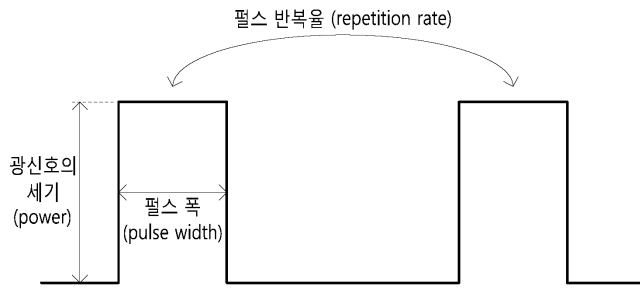 펄스 반복율 (repetition rate)
광신호의
세기
(power)
펄스 폭
(pulse width)